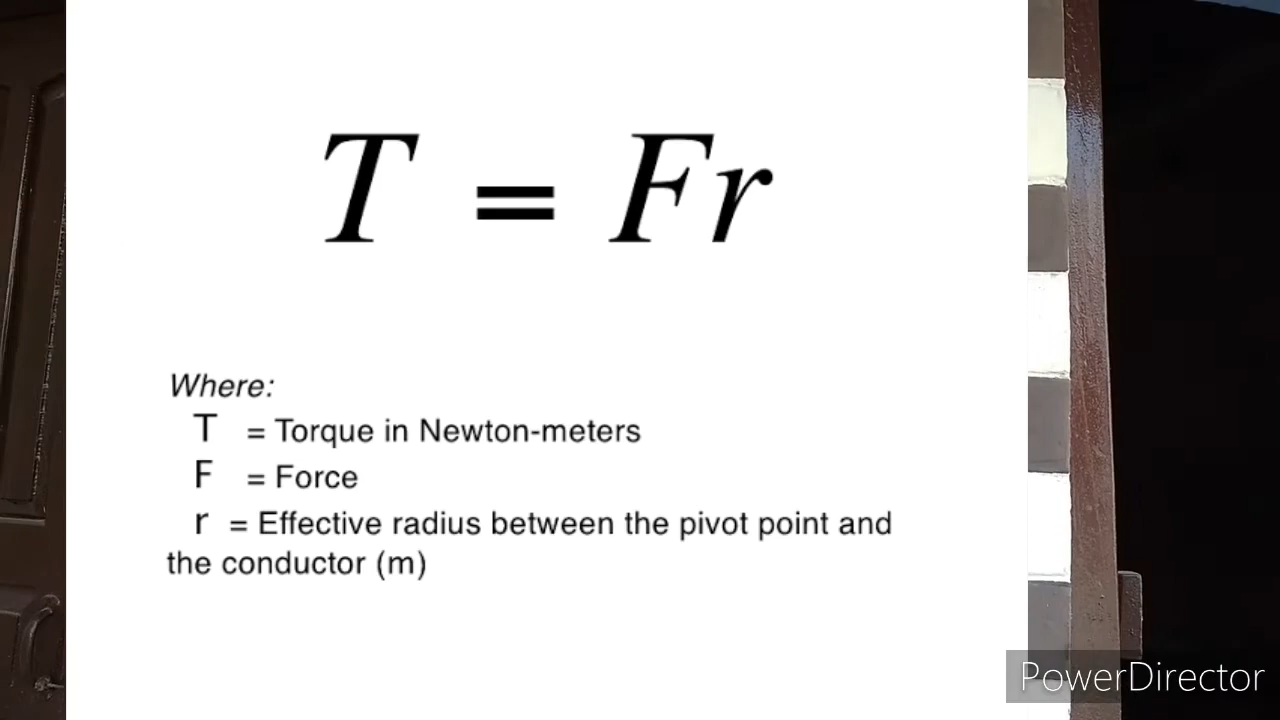 T = Fr
Where:
T = Torque in Newton-meters
F = Force
r = Effective radius between the pivot point and
the conductor (m)
PowerDirector